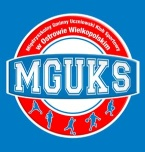 Międzyszkolny Gminny Uczniowski Klub Sportowy
w Ostrowie Wielkopolskim
MGUKS